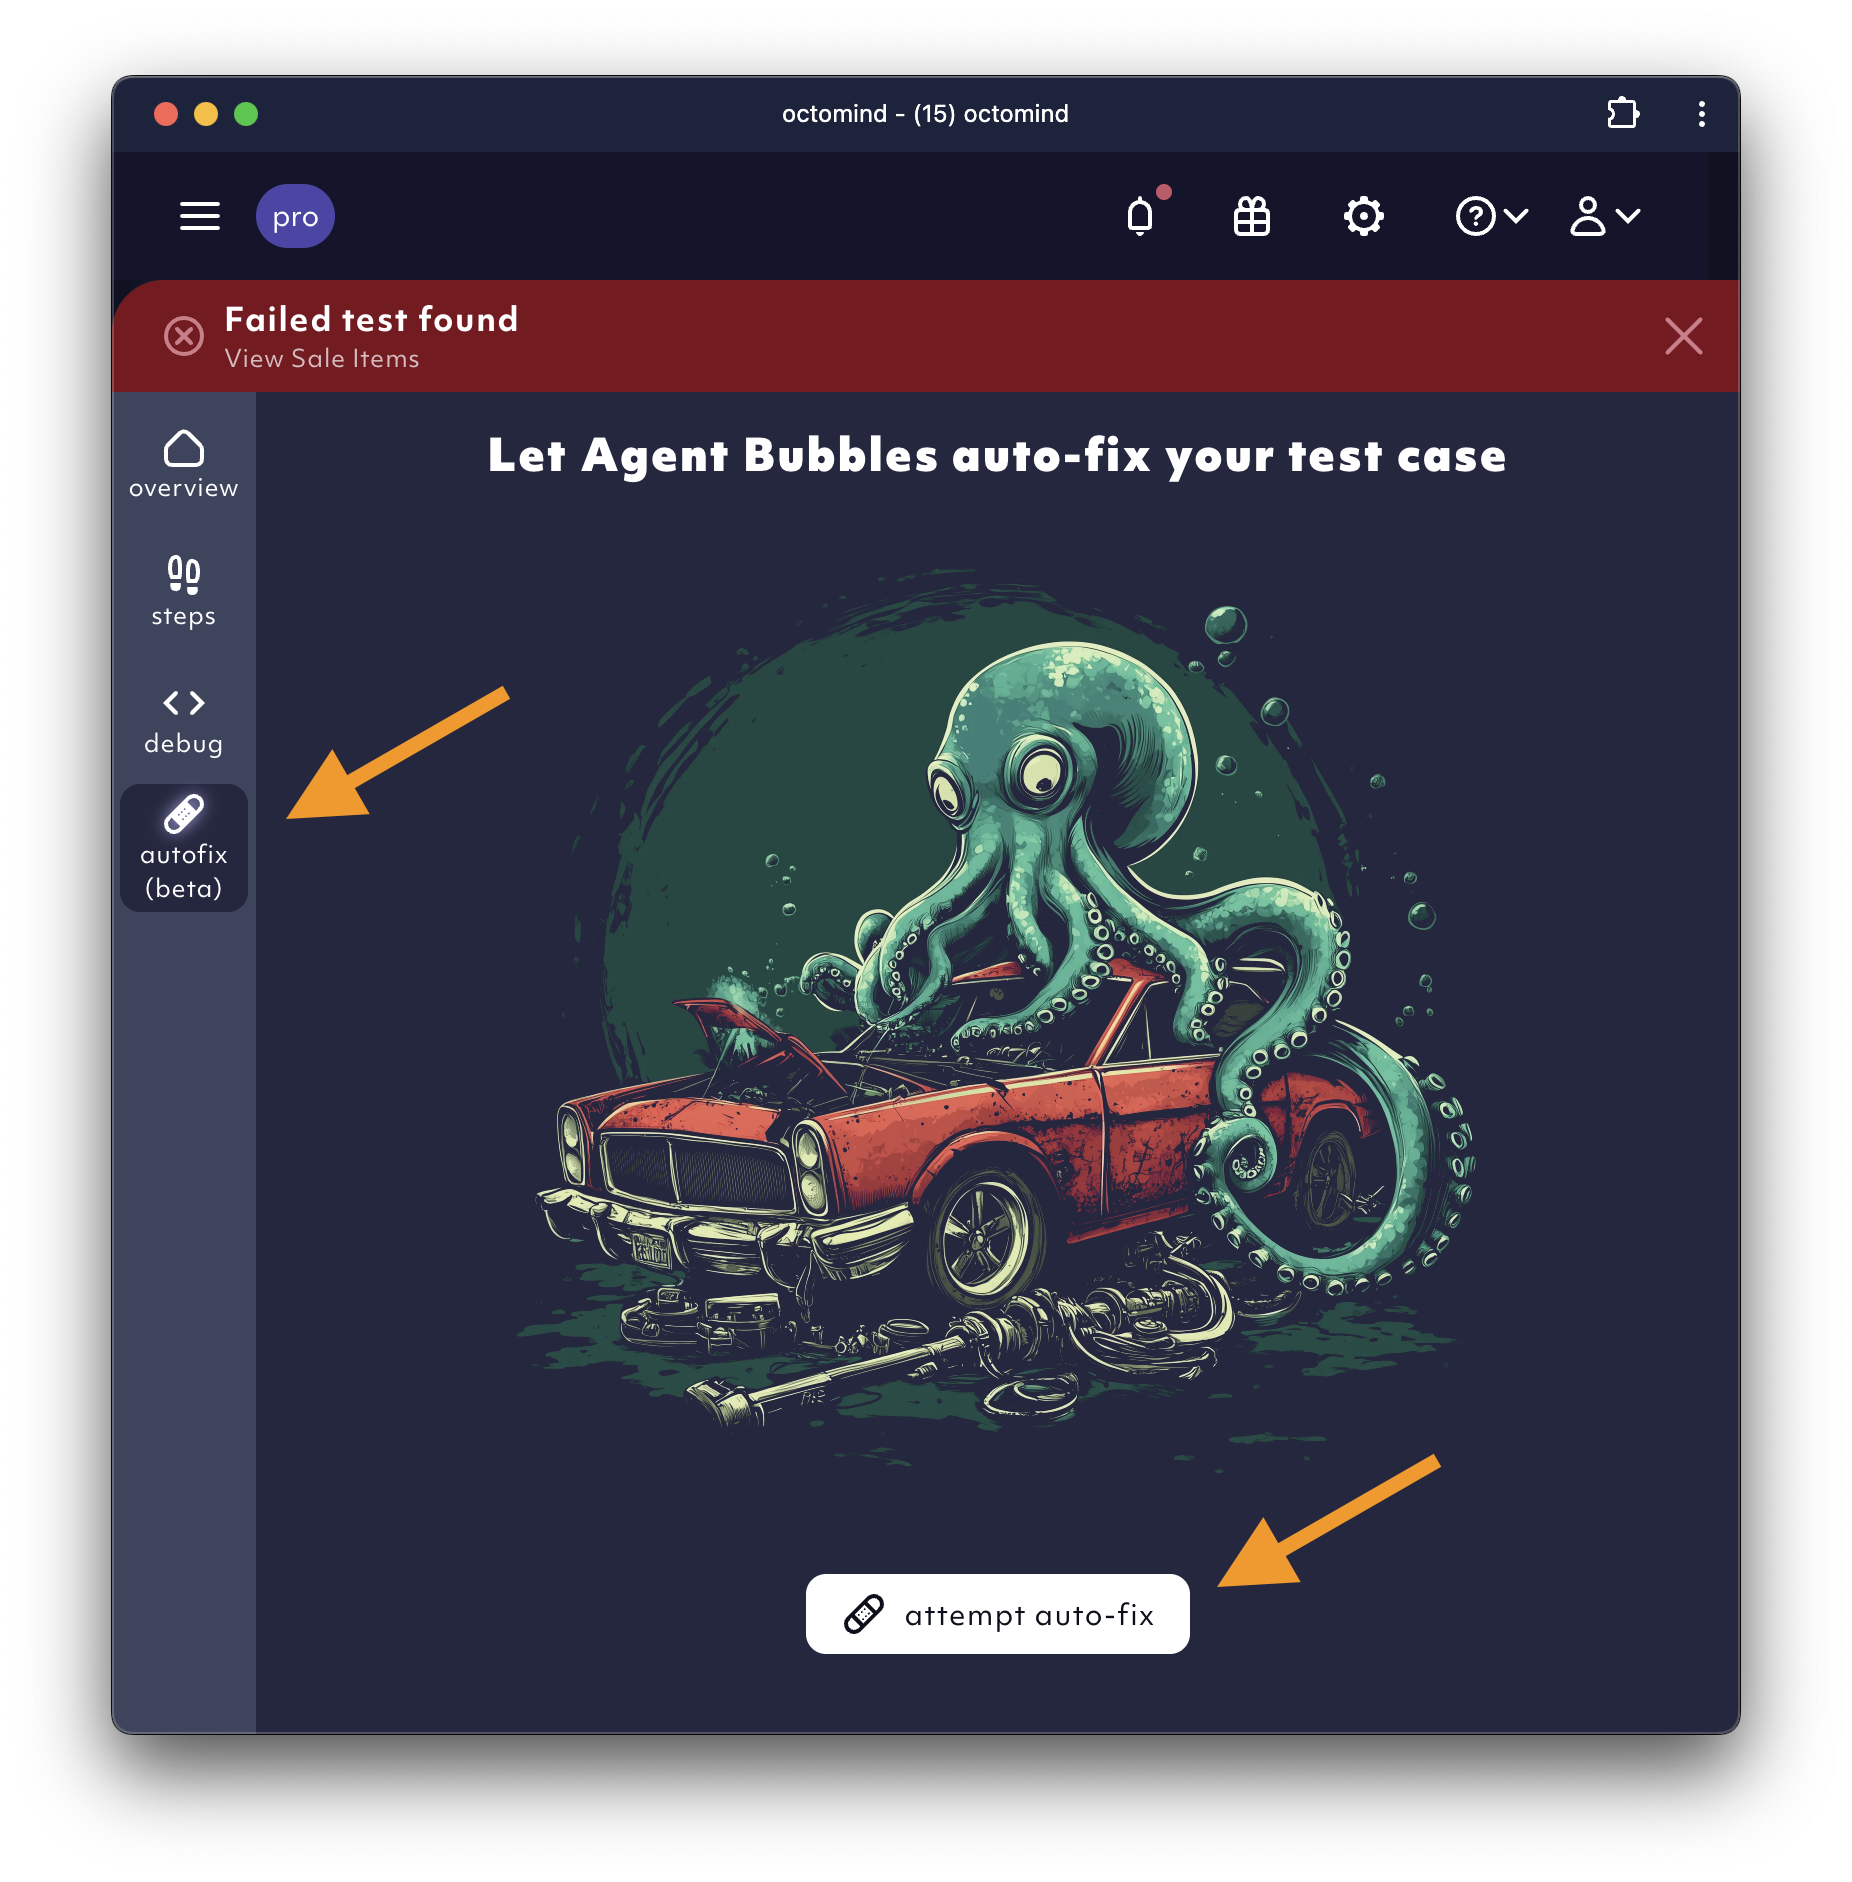 octomind - (15) octomind
pro
Failed test found
View Sale Items
overview
steps
debug
autofix
(beta)
Let Agent Bubbles auto-fix your test case
attempt auto-fix